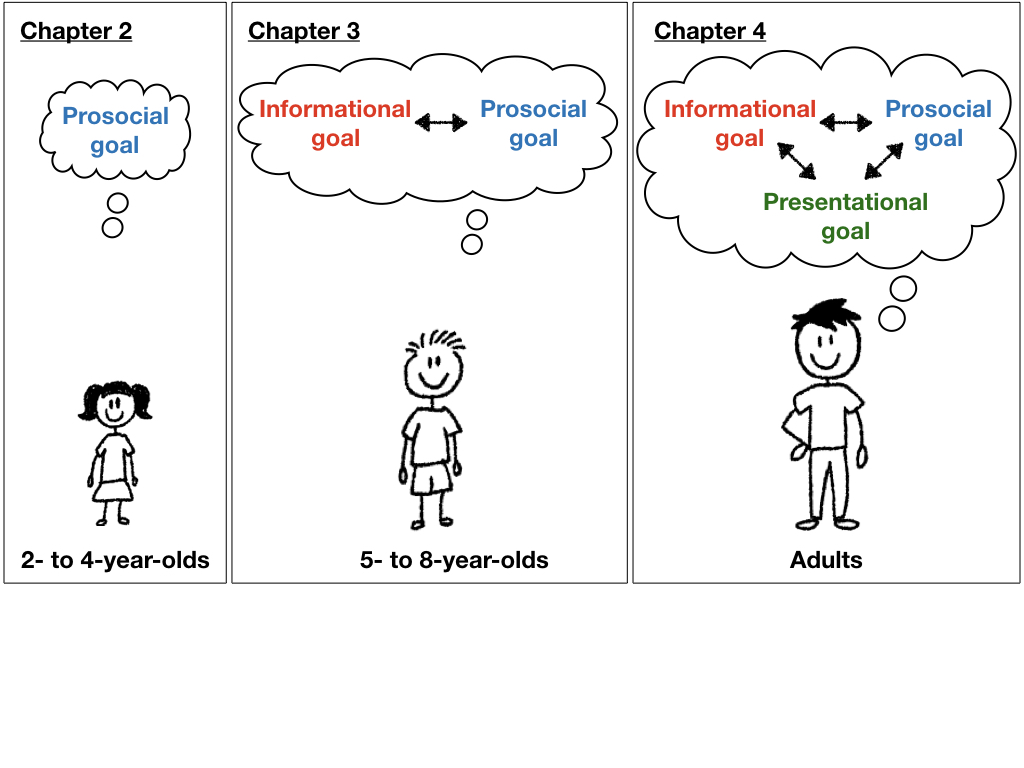 Chapter 2
Prosocial
goal
2- to 4-year-olds
Chapter 3
Informational
goal
Prosocial
goal
5- to 8-year-olds
Chapter 4
Informational
goal
Prosocial
goal
Presentational
goal
Adults